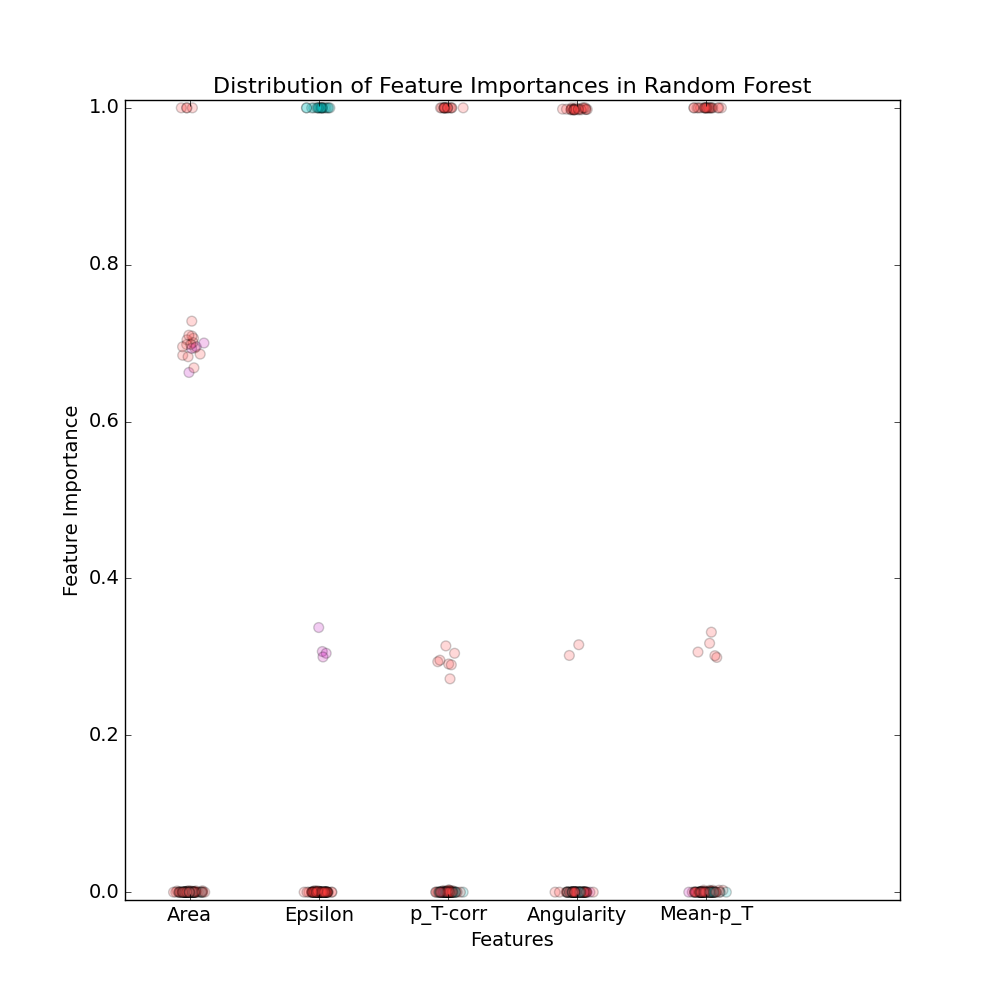 Distribution of Feature Importances in Random Forest
1.0
0.8
0.6
0.4
0.2
0.0
Feature Importance
Area Epsilon p_T-corr Angularity Mean-p_T
Features